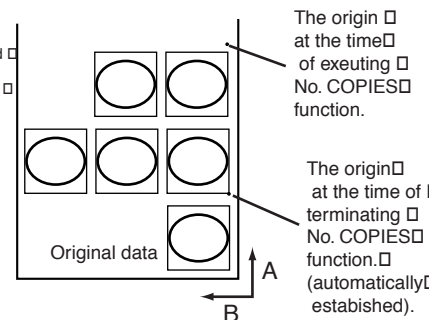 The origin □
at the time□
of exeuting □
No. COPIES□
function.
d □
□
The origin□
at the time of
terminating □
No. COPIES□
function.□
(automatically□
estabished).
Original data
A
B